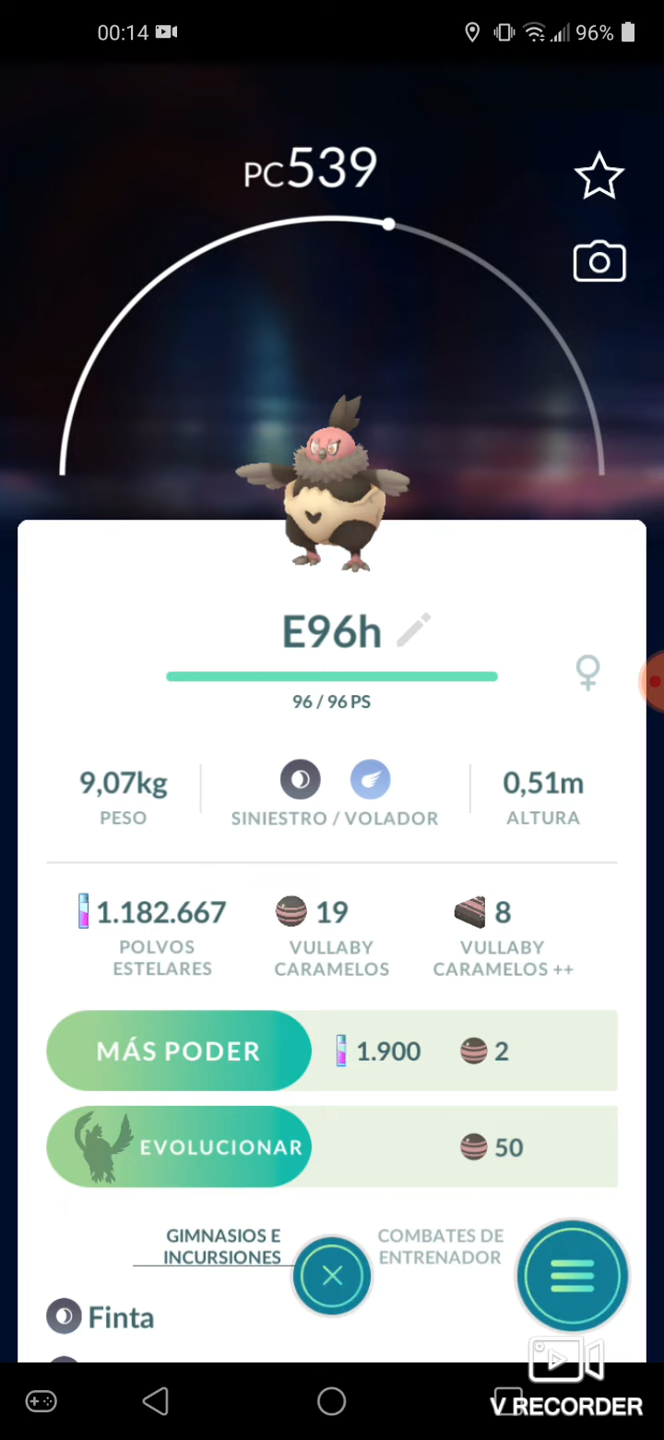 00:14
96%
PC539
E96h
96 / 96 PS
9,07kg
PESO
SINIESTRO / VOLADOR
0,51m
ALTURA
1.182.667
POLVOS
ESTELARES
19
VULLABY
CARAMELOS
8
VULLABY
CARAMELOS ++
MÁS PODER
1.900
2
EVOLUCIONAR
50
GIMNASIOS E
INCURSIONES
COMBATES DE
ENTRENADOR
Finta
V RECORDER